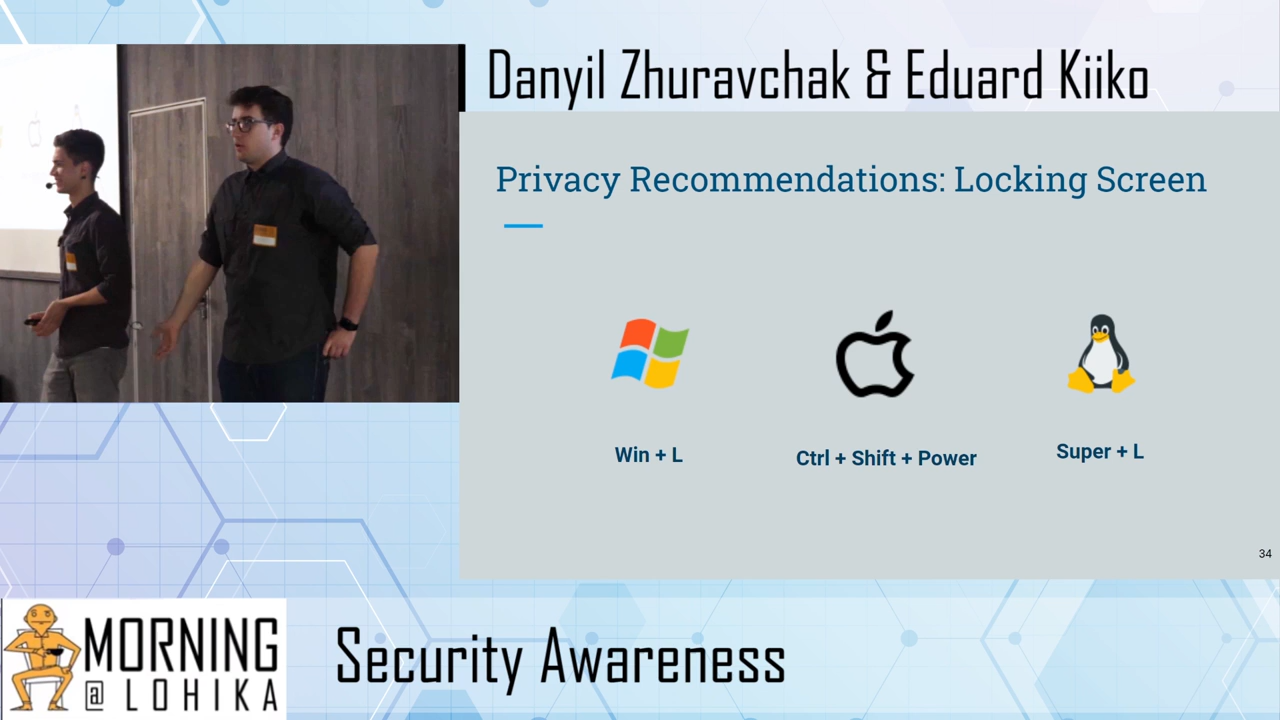 Danyil Zhuravchak & Eduard Kiiko
Privacy Recommendations: Locking Screen
Win + L
Ctrl + Shift + Power
Super + L
34
MORNING
@ LOHIKA
Security Awareness